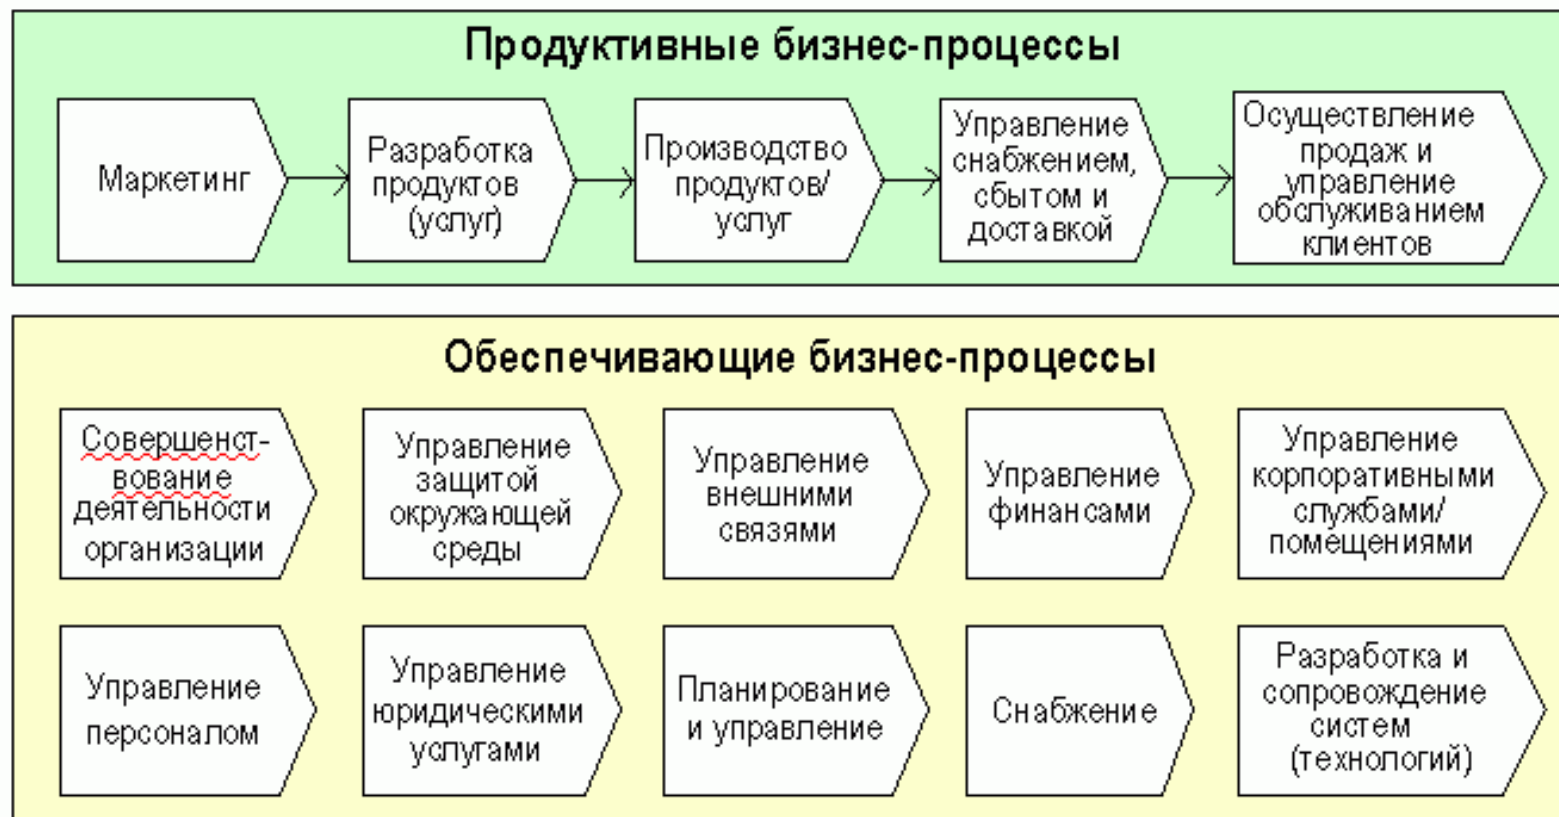 Продуктивные бизнес-процессы
Маркетинг
Разработка
продуктов
(услуг)
Производство
продуктов/
услуг
Управление
снабжением,
сбытом и
доставкой
Осуществление
продаж и
управление
обслуживанием
клиентов
Обеспечивающие бизнес-процессы
Совершенст-
вование
деятельности
организации
Управление
защитой
окружающей
среды
Управление
внешними
связями
Управление
финансами
Управление
корпоративными
службами/
помещениями
Управление
персоналом
Управление
юридическими
услугами
Планирование
и управление
Снабжение
Разработка и
сопровождение
систем
(технологий)